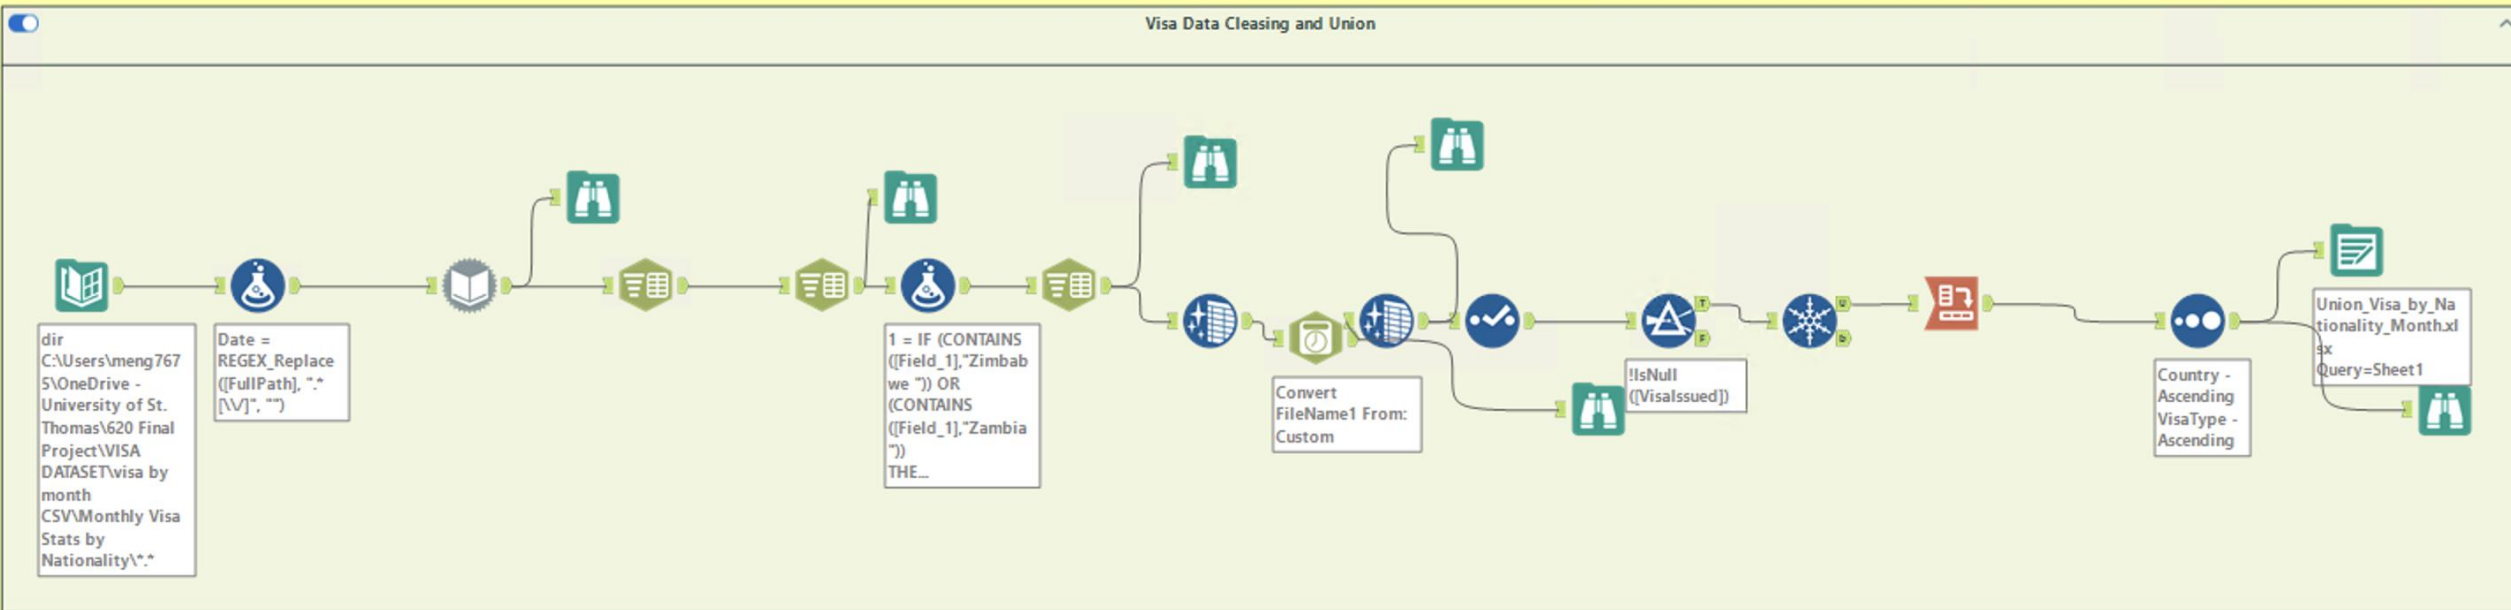 Visa Data Cleasing and Union
dir
C:\Users\meng767
5\OneDrive -
University of St.
Thomas\620 Final
Project\VISA
DATASET\visa by
month
CSV\Monthly Visa
Stats by
Nationality\*.*
Date =
REGEX_Replace
([FullPath], ".*
[\\/]", "")
1 = IF (CONTAINS
([Field_1],"Zimbab
we ")) OR
(CONTAINS
([Field_1],"Zambia
"))
THE...
Convert
FileName1 From:
Custom
T
F
!IsNull
([VisaIssued])
U
D
Country -
Ascending
VisaType -
Ascending
Union_Visa_by_Na
tionality_Month.xl
sx
Query=Sheet1